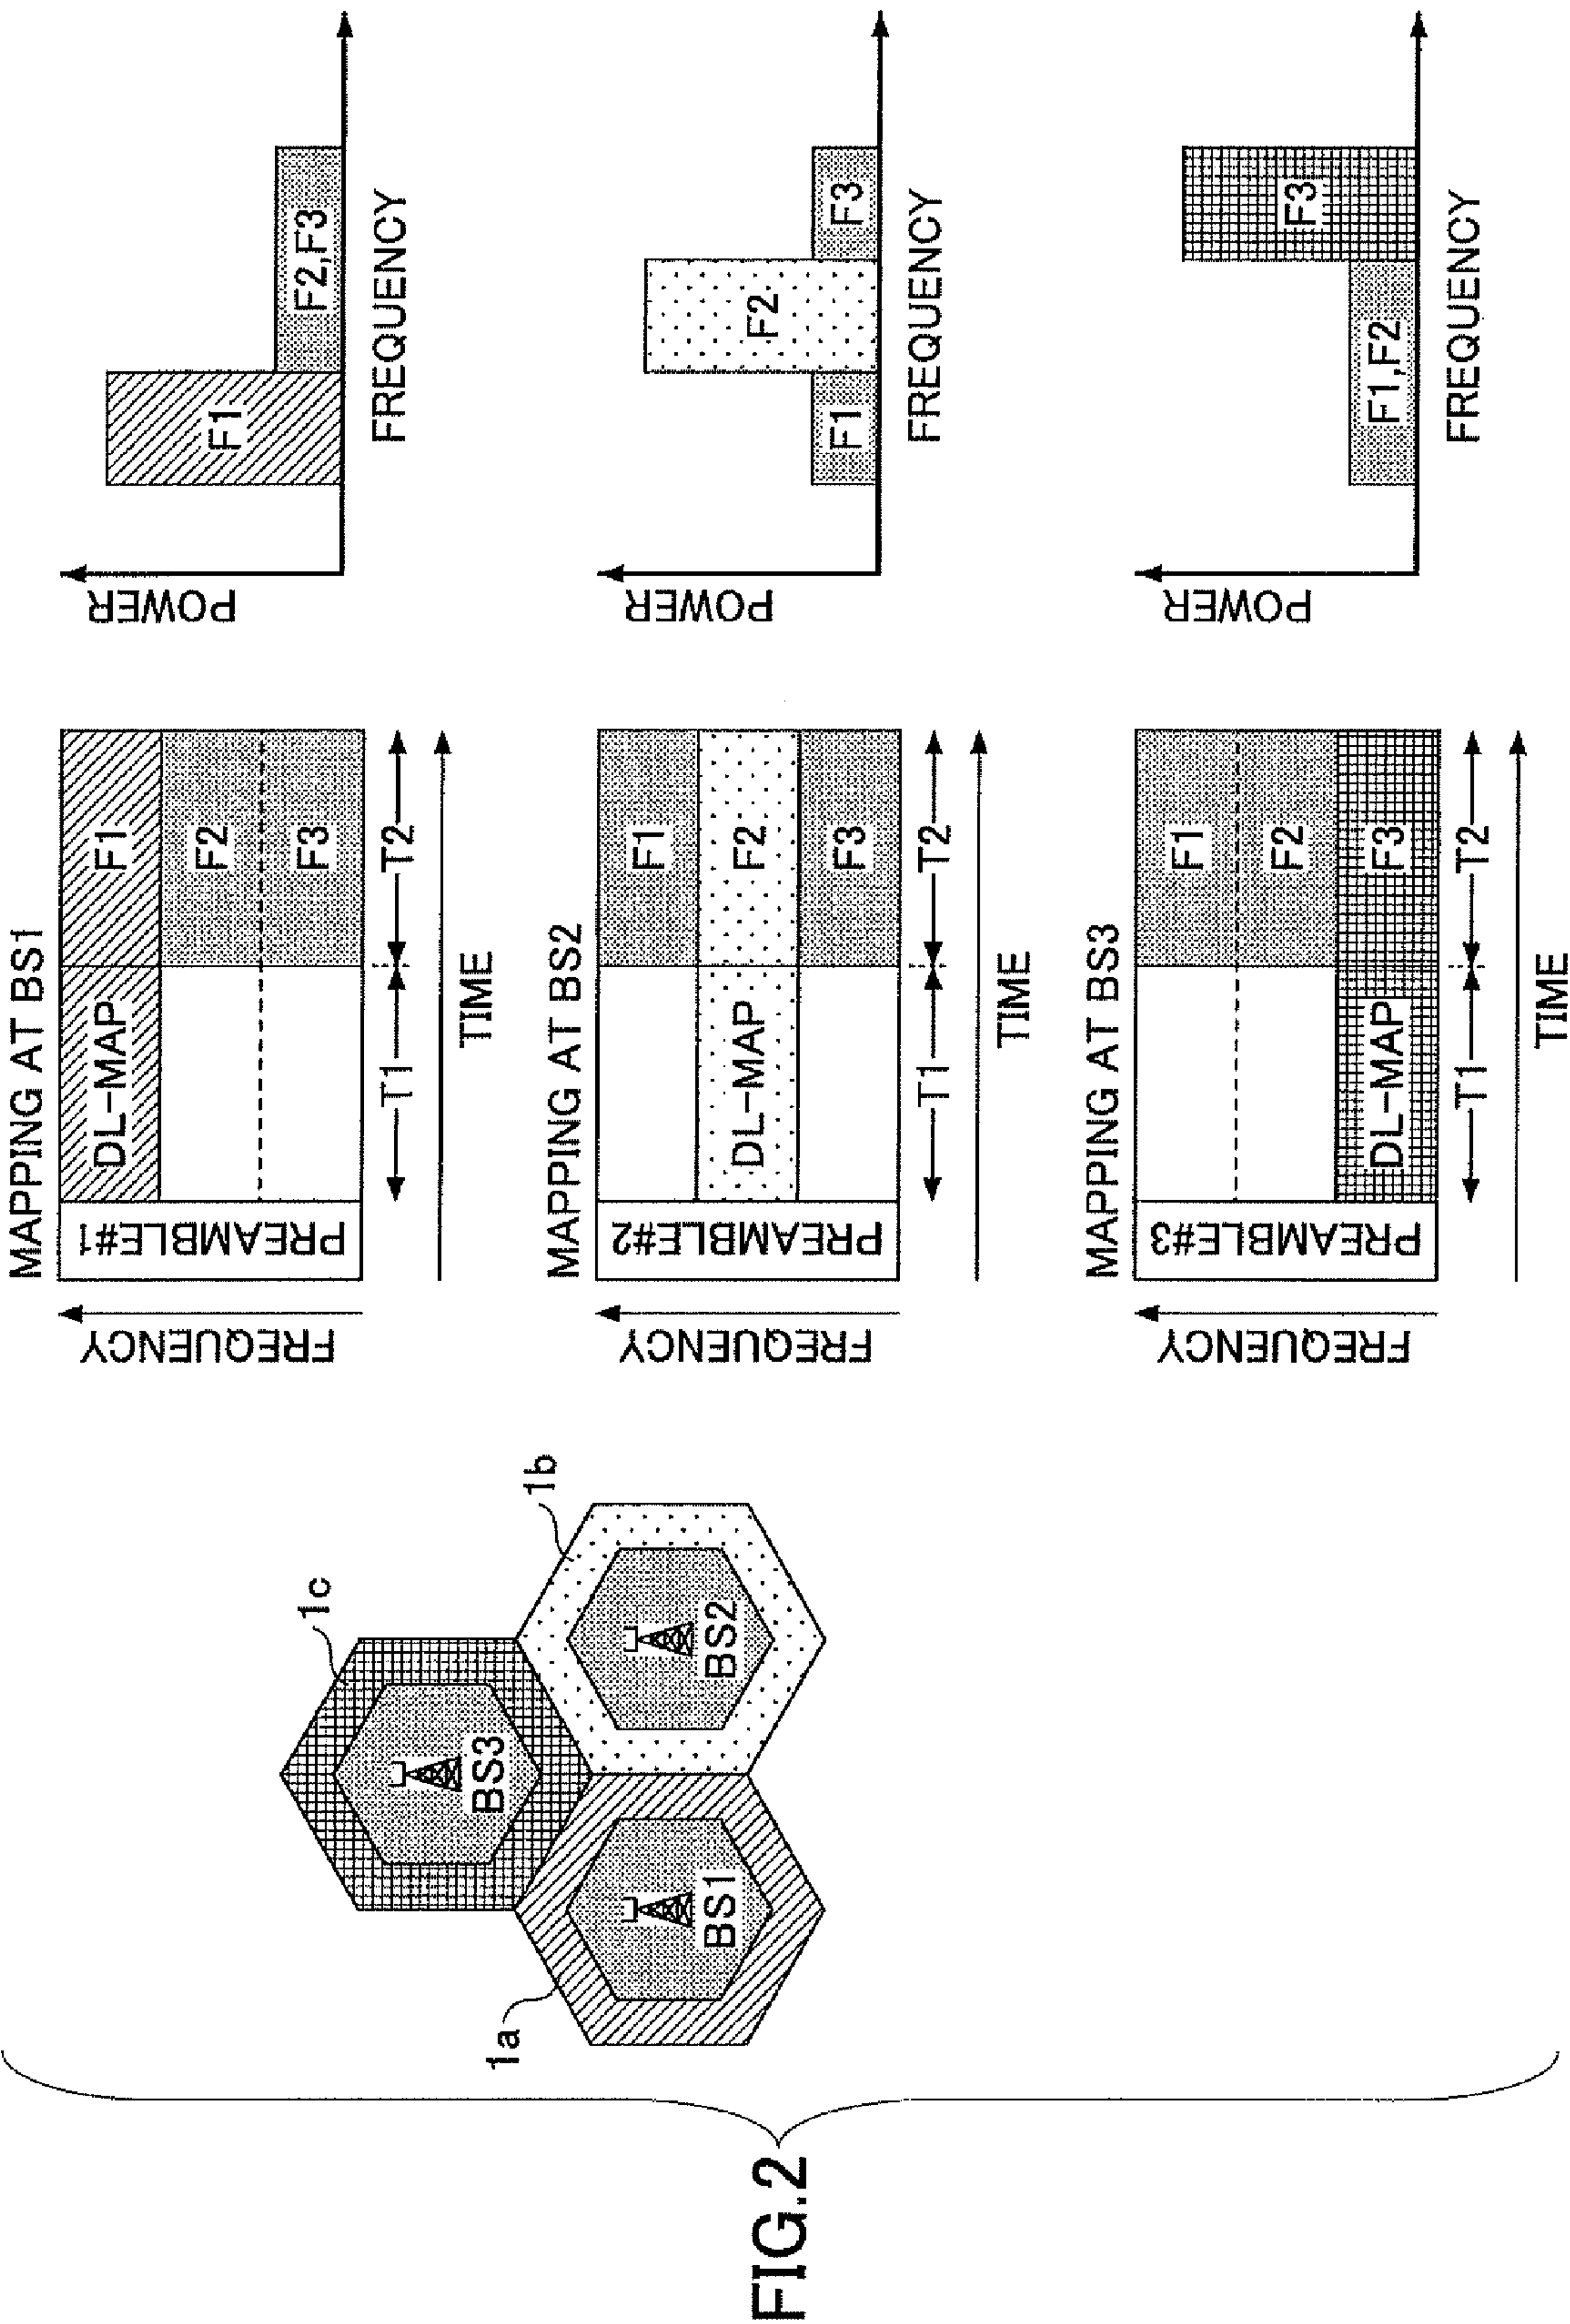 FIG.2
1a
1b
1c
BS1
BS2
BS3
MAPPING AT BS1
FREQUENCY
PREAMBLE#1
DL-MAP
F1
F2
F3
T1
T2
TIME
POWER
F1
F2,F3
FREQUENCY
MAPPING AT BS2
FREQUENCY
PREAMBLE#2
DL-MAP
F1
F2
F3
T1
T2
TIME
POWER
F1
F2
F3
FREQUENCY
MAPPING AT BS3
FREQUENCY
PREAMBLE#3
DL-MAP
F1
F2
F3
T1
T2
TIME
POWER
F1,F2
F3
FREQUENCY